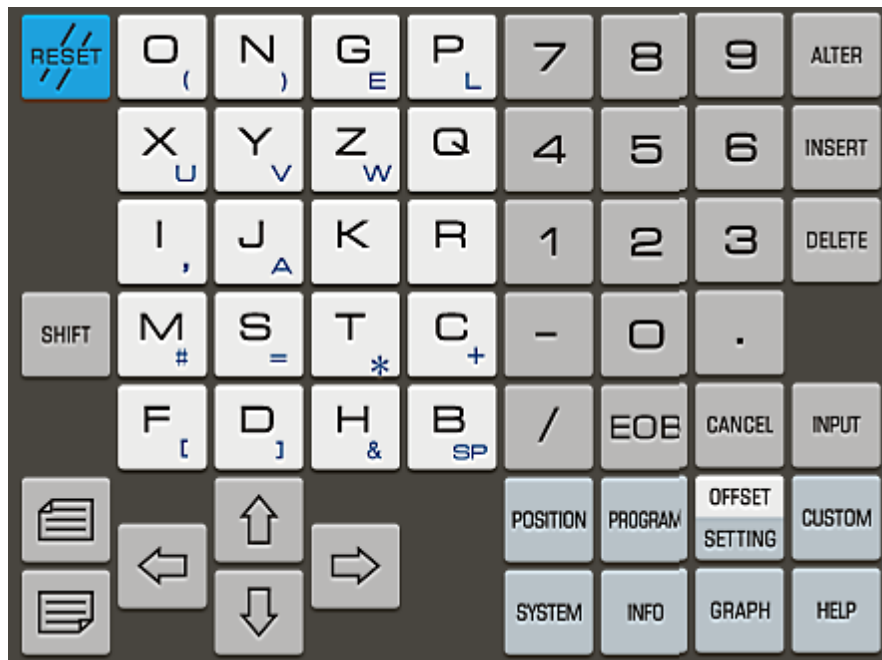 RESET O ( N ) G E P L 7 8 9 ALTER
X U Y V Z W Q 4 5 6 INSERT
I , J A K R 1 2 3 DELETE
SHIFT M # S = T * C + - 0 .
F [ D ] H & B SP / EOB CANCEL INPUT
POSITION PROGRAM OFFSET SETTING CUSTOM
SYSTEM INFO GRAPH HELP